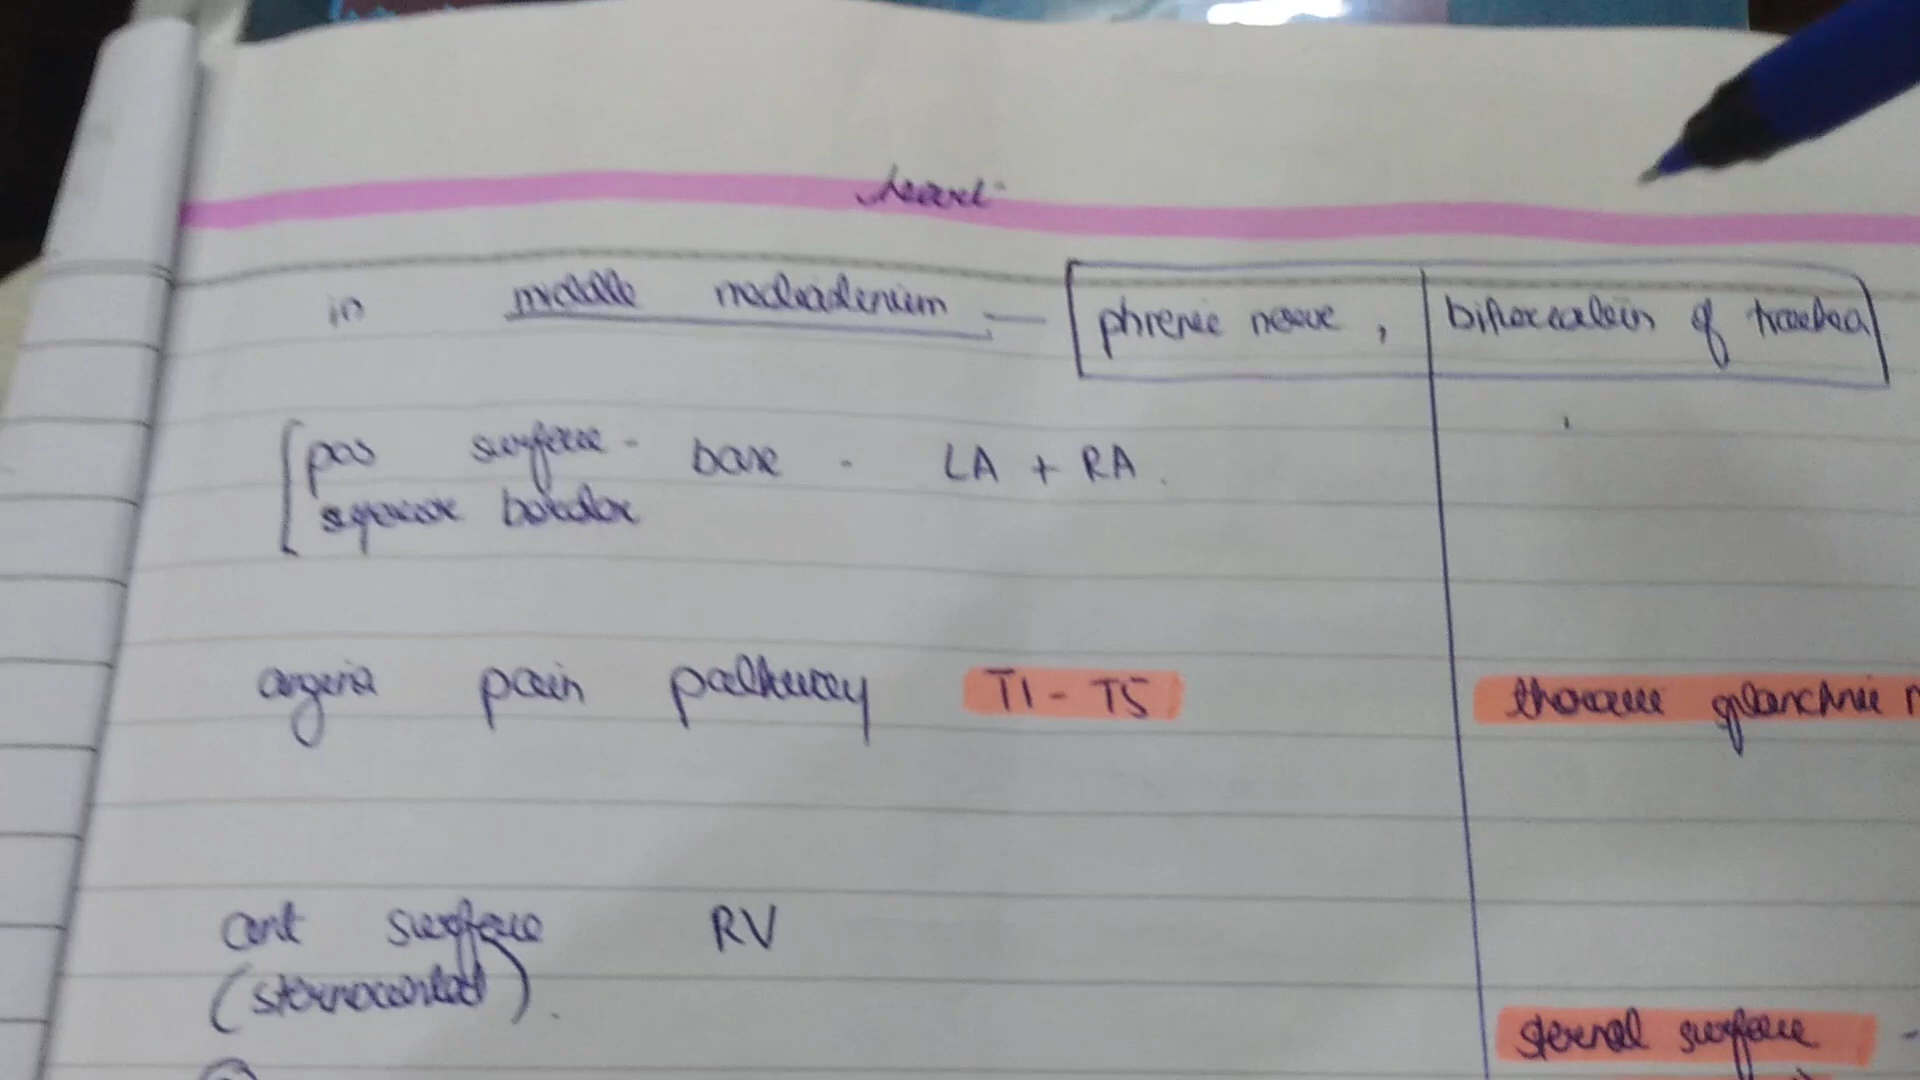 heart
in middle mediastinum — phrenic nerve, bifurcation of trachea
pos surface - base - LA + RA.
superior border
angina pain pathway T1 - T5 thoracic splanchnic n
ant surface RV
(sternocostal).
sternal surface -